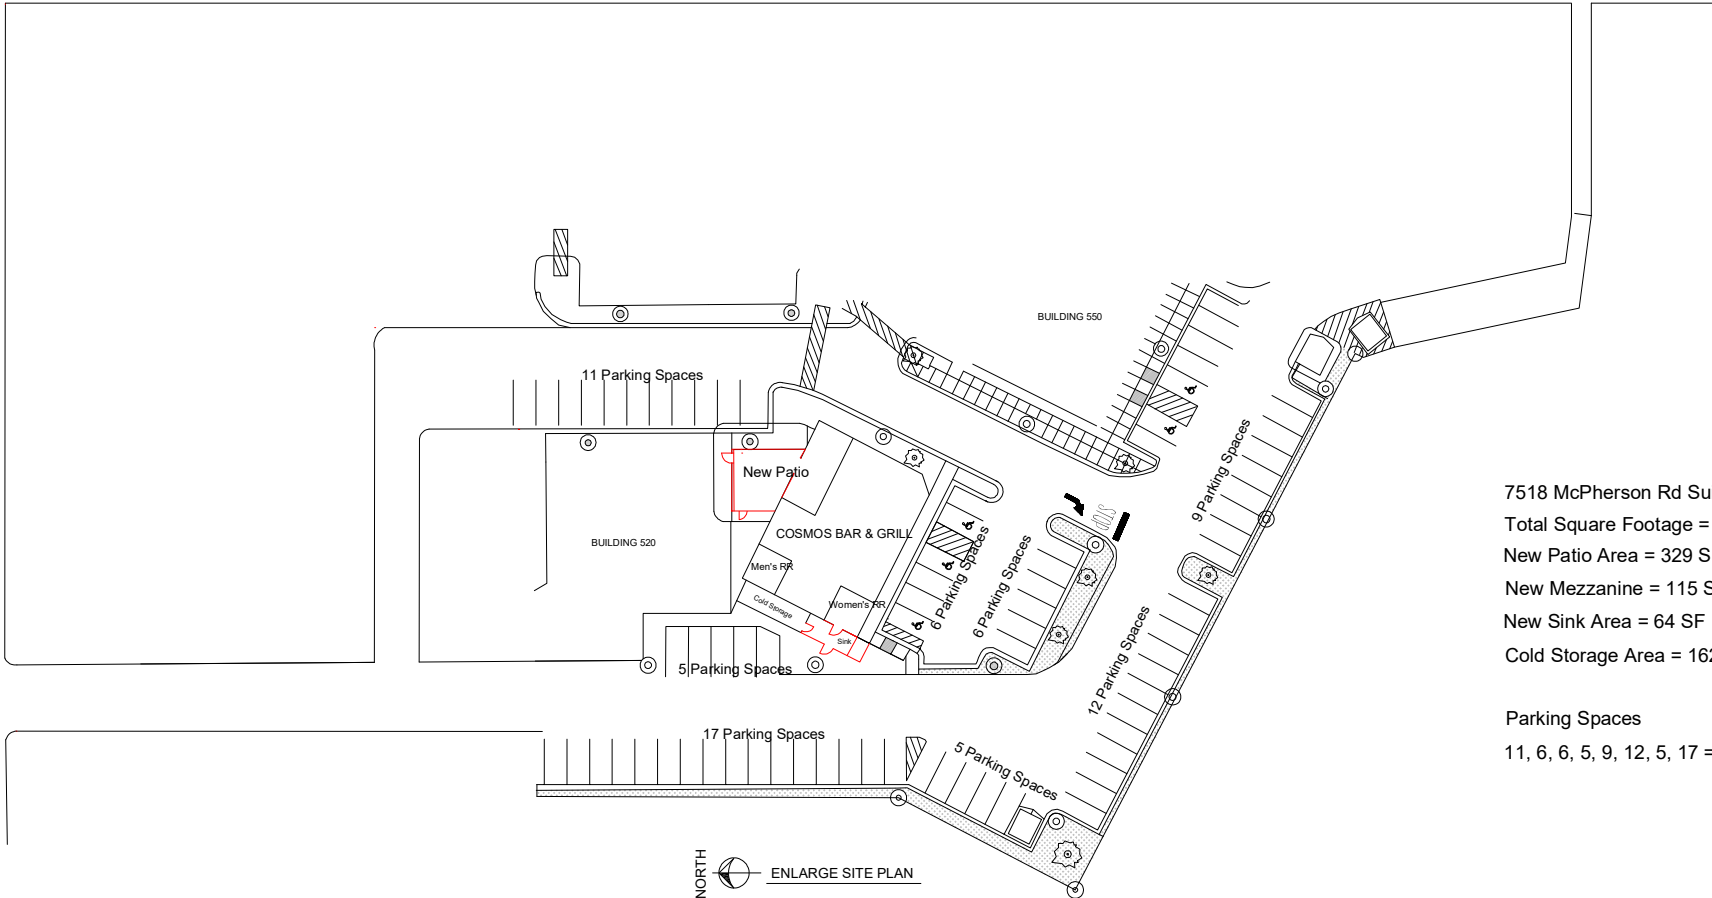 BUILDING 550
11 Parking Spaces
9 Parking Spaces
New Patio
7518 McPherson Rd
Total Square Footage =
STOP
COSMOS BAR & GRILL
BUILDING 520
New Patio Area = 329
Men's RR
6 Parking Spaces
6 Parking Spaces
New Mezzanine = 115
Cold Storage
Women's RR
New Sink Area = 64 SF
Sink
12 Parking Spaces
Cold Storage Area = 162
5 Parking Spaces
Parking Spaces
17 Parking Spaces
5 Parking Spaces
11, 6, 6, 5, 9, 12, 5, 17 =
NORTH
ENLARGE SITE PLAN